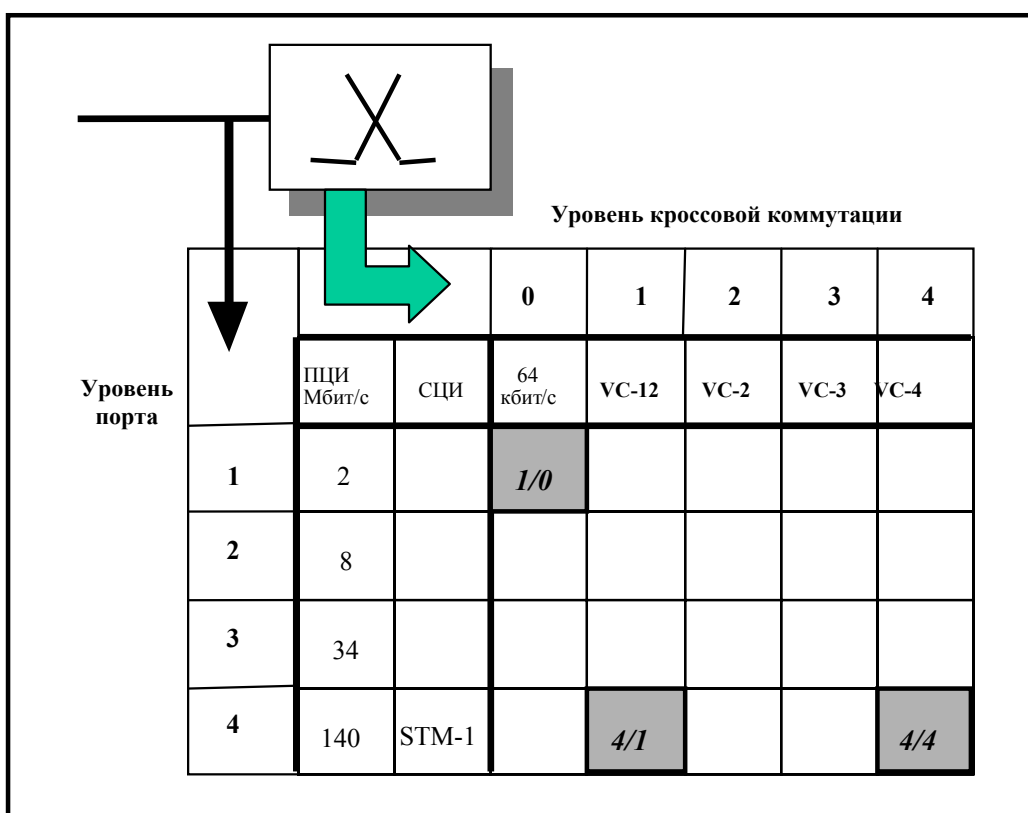 Уровень кроссовой коммутации
0 1 2 3 4
Уровень
порта
ПЦИ
Мбит/с
СЦИ
64
кбит/с
VC-12 VC-2 VC-3 VC-4
1 2 1/0
2 8
3 34
4 140 STM-1 4/1 4/4